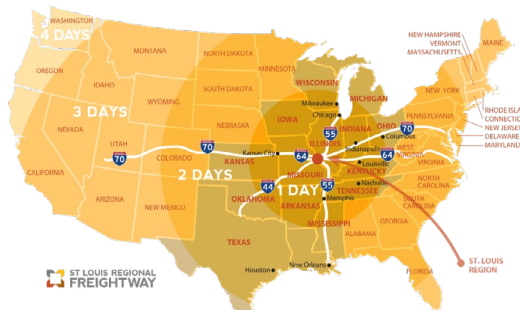 WASHINGTON
4 DAYS
OREGON
MONTANA
IDAHO
NORTH DAKOTA
MINNESOTA
SOUTH DAKOTA
WYOMING
3 DAYS
NEVADA
UTAH
CALIFORNIA
ARIZONA
COLORADO
NEW MEXICO
NEBRASKA
KANSAS
2 DAYS
OKLAHOMA
TEXAS
Houston
WISCONSIN
Milwaukee
Chicago
MICHIGAN
IOWA
ILLINOIS
INDIANA
Indianapolis
OHIO
Columbus
Kansas City
MISSOURI
1 DAY
ARKANSAS
Louisville
KENTUCKY
Nashville
TENNESSEE
Memphis
MISSISSIPPI
New Orleans
ALABAMA
GEORGIA
FLORIDA
SOUTH
CAROLINA
NORTH
CAROLINA
VIRGINIA
WEST
VIRGINIA
PENNSYLVANIA
NEW YORK
NEW HAMPSHIRE
VERMONT
MASSACHUSETTS
MAINE
RHODE ISLA
CONNECTIC
NEW JERSE
DELAWARE
MARYLAND
70
70
64
55
44
55
64
70
ST. LOUIS
REGION
ST LOUIS REGIONAL
FREIGHTWAY